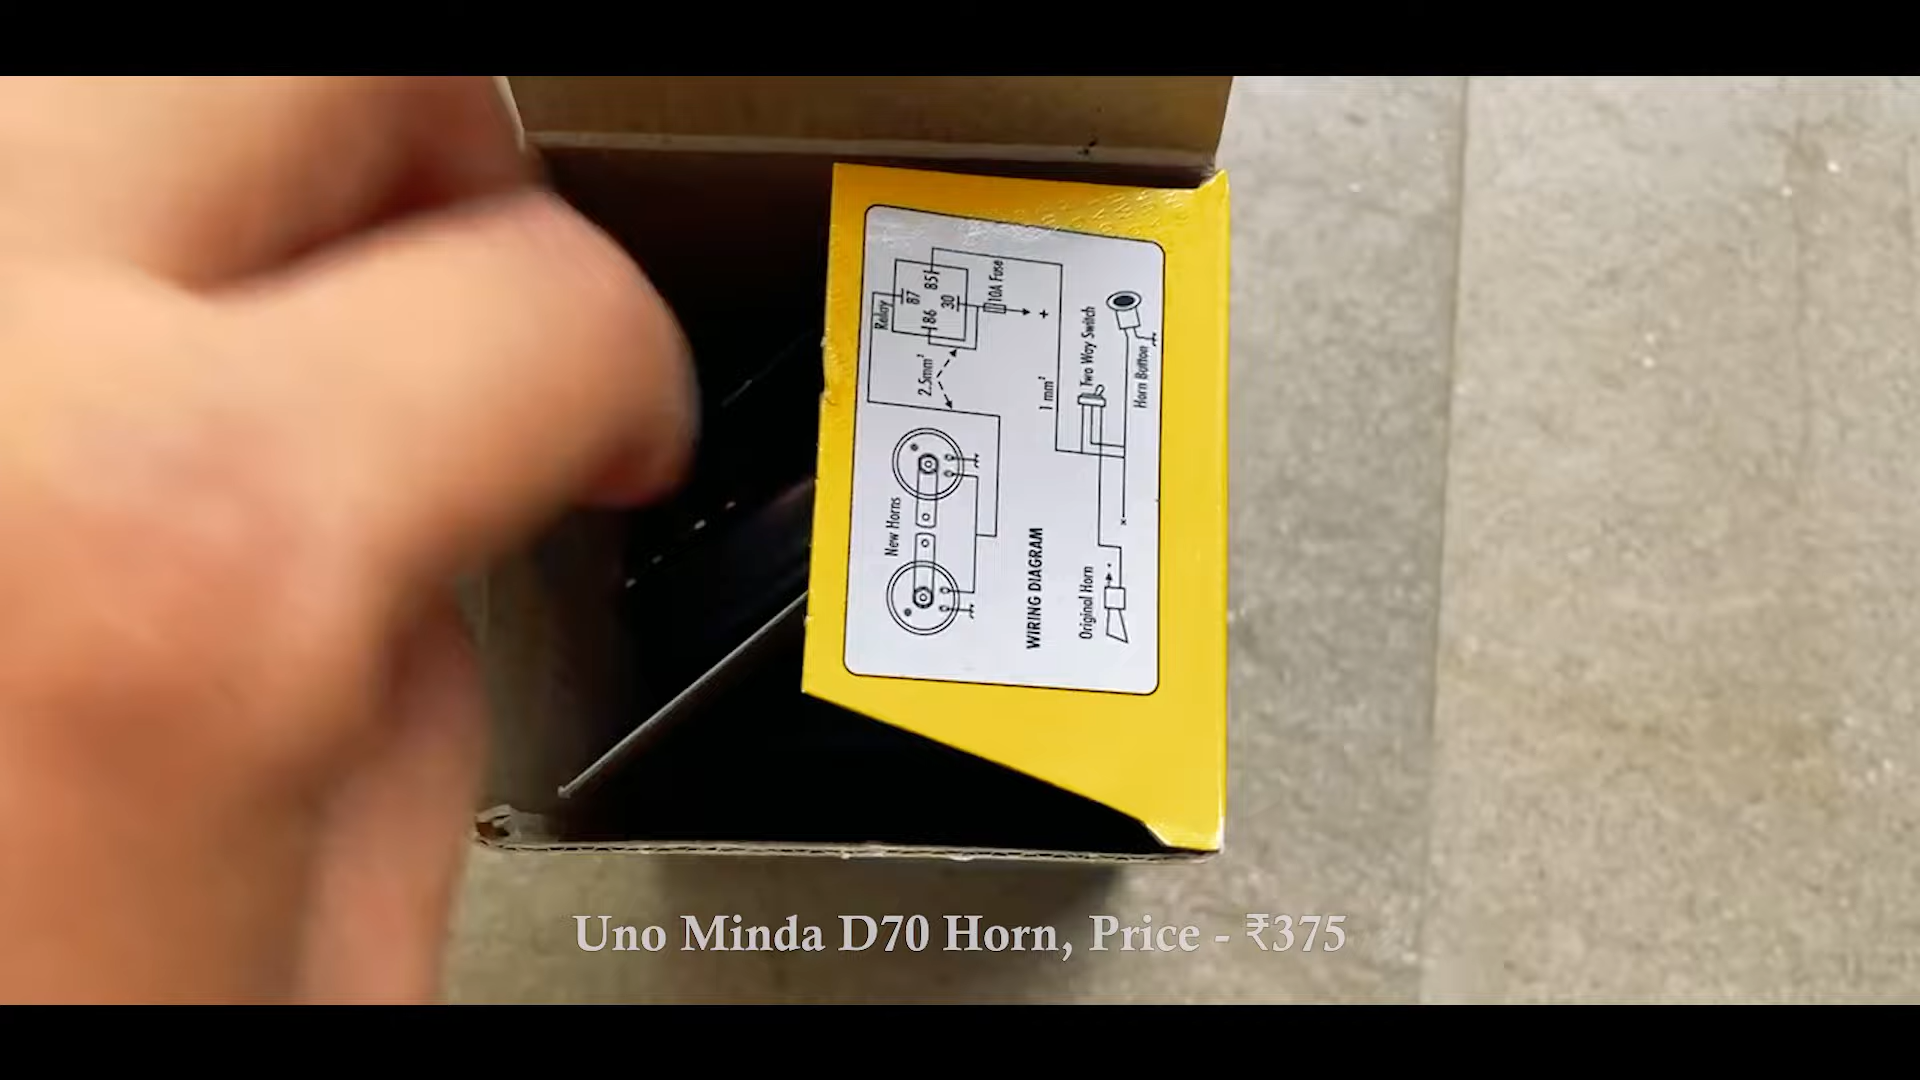 Relay
87
85
86
30
10A Fuse
+
2.5mm²
1 mm²
Two Way Switch
Horn Button
New Horns
WIRING DIAGRAM
Original Horn
Uno Minda D70 Horn, Price - ₹375